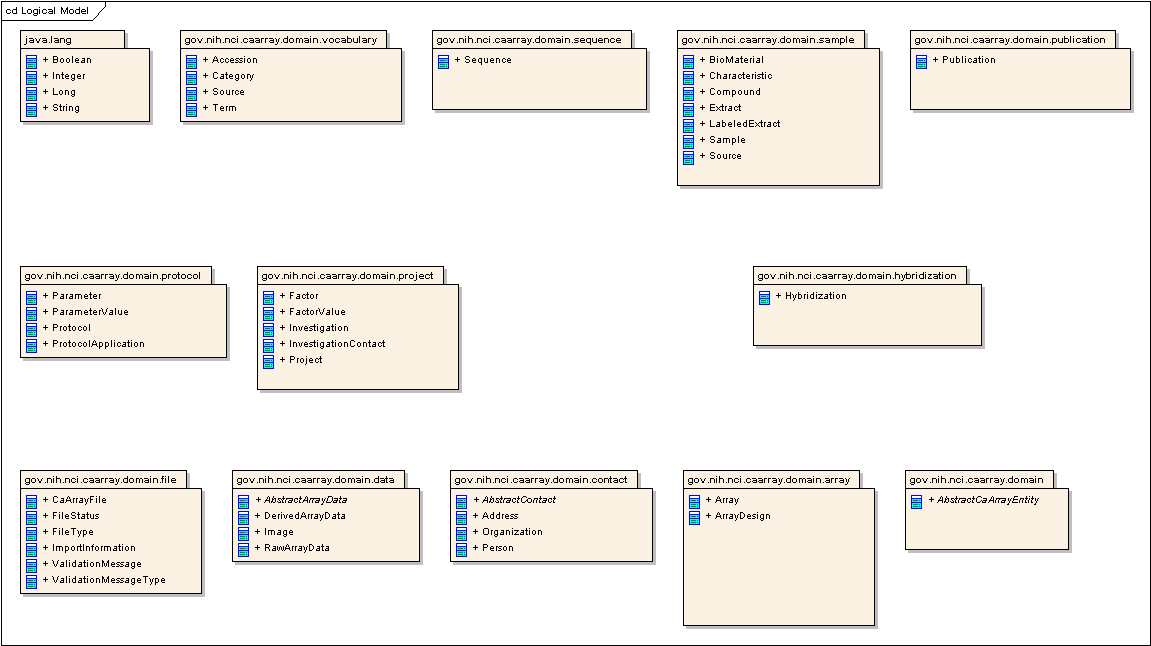 cd Logical Model
java.lang
+ Boolean
+ Integer
+ Long
+ String
gov.nih.nci.caarray.domain.vocabulary
+ Accession
+ Category
+ Source
+ Term
gov.nih.nci.caarray.domain.sequence
+ Sequence
gov.nih.nci.caarray.domain.sample
+ BioMaterial
+ Characteristic
+ Compound
+ Extract
+ LabeledExtract
+ Sample
+ Source
gov.nih.nci.caarray.domain.publication
+ Publication
gov.nih.nci.caarray.domain.protocol
+ Parameter
+ ParameterValue
+ Protocol
+ ProtocolApplication
gov.nih.nci.caarray.domain.project
+ Factor
+ FactorValue
+ Investigation
+ InvestigationContact
+ Project
gov.nih.nci.caarray.domain.hybridization
+ Hybridization
gov.nih.nci.caarray.domain.file
+ CaArrayFile
+ FileStatus
+ FileType
+ ImportInformation
+ ValidationMessage
+ ValidationMessageType
gov.nih.nci.caarray.domain.data
+ AbstractArrayData
+ DerivedArrayData
+ Image
+ RawArrayData
gov.nih.nci.caarray.domain.contact
+ AbstractContact
+ Address
+ Organization
+ Person
gov.nih.nci.caarray.domain.array
+ Array
+ ArrayDesign
gov.nih.nci.caarray.domain
+ AbstractCaArrayEntity